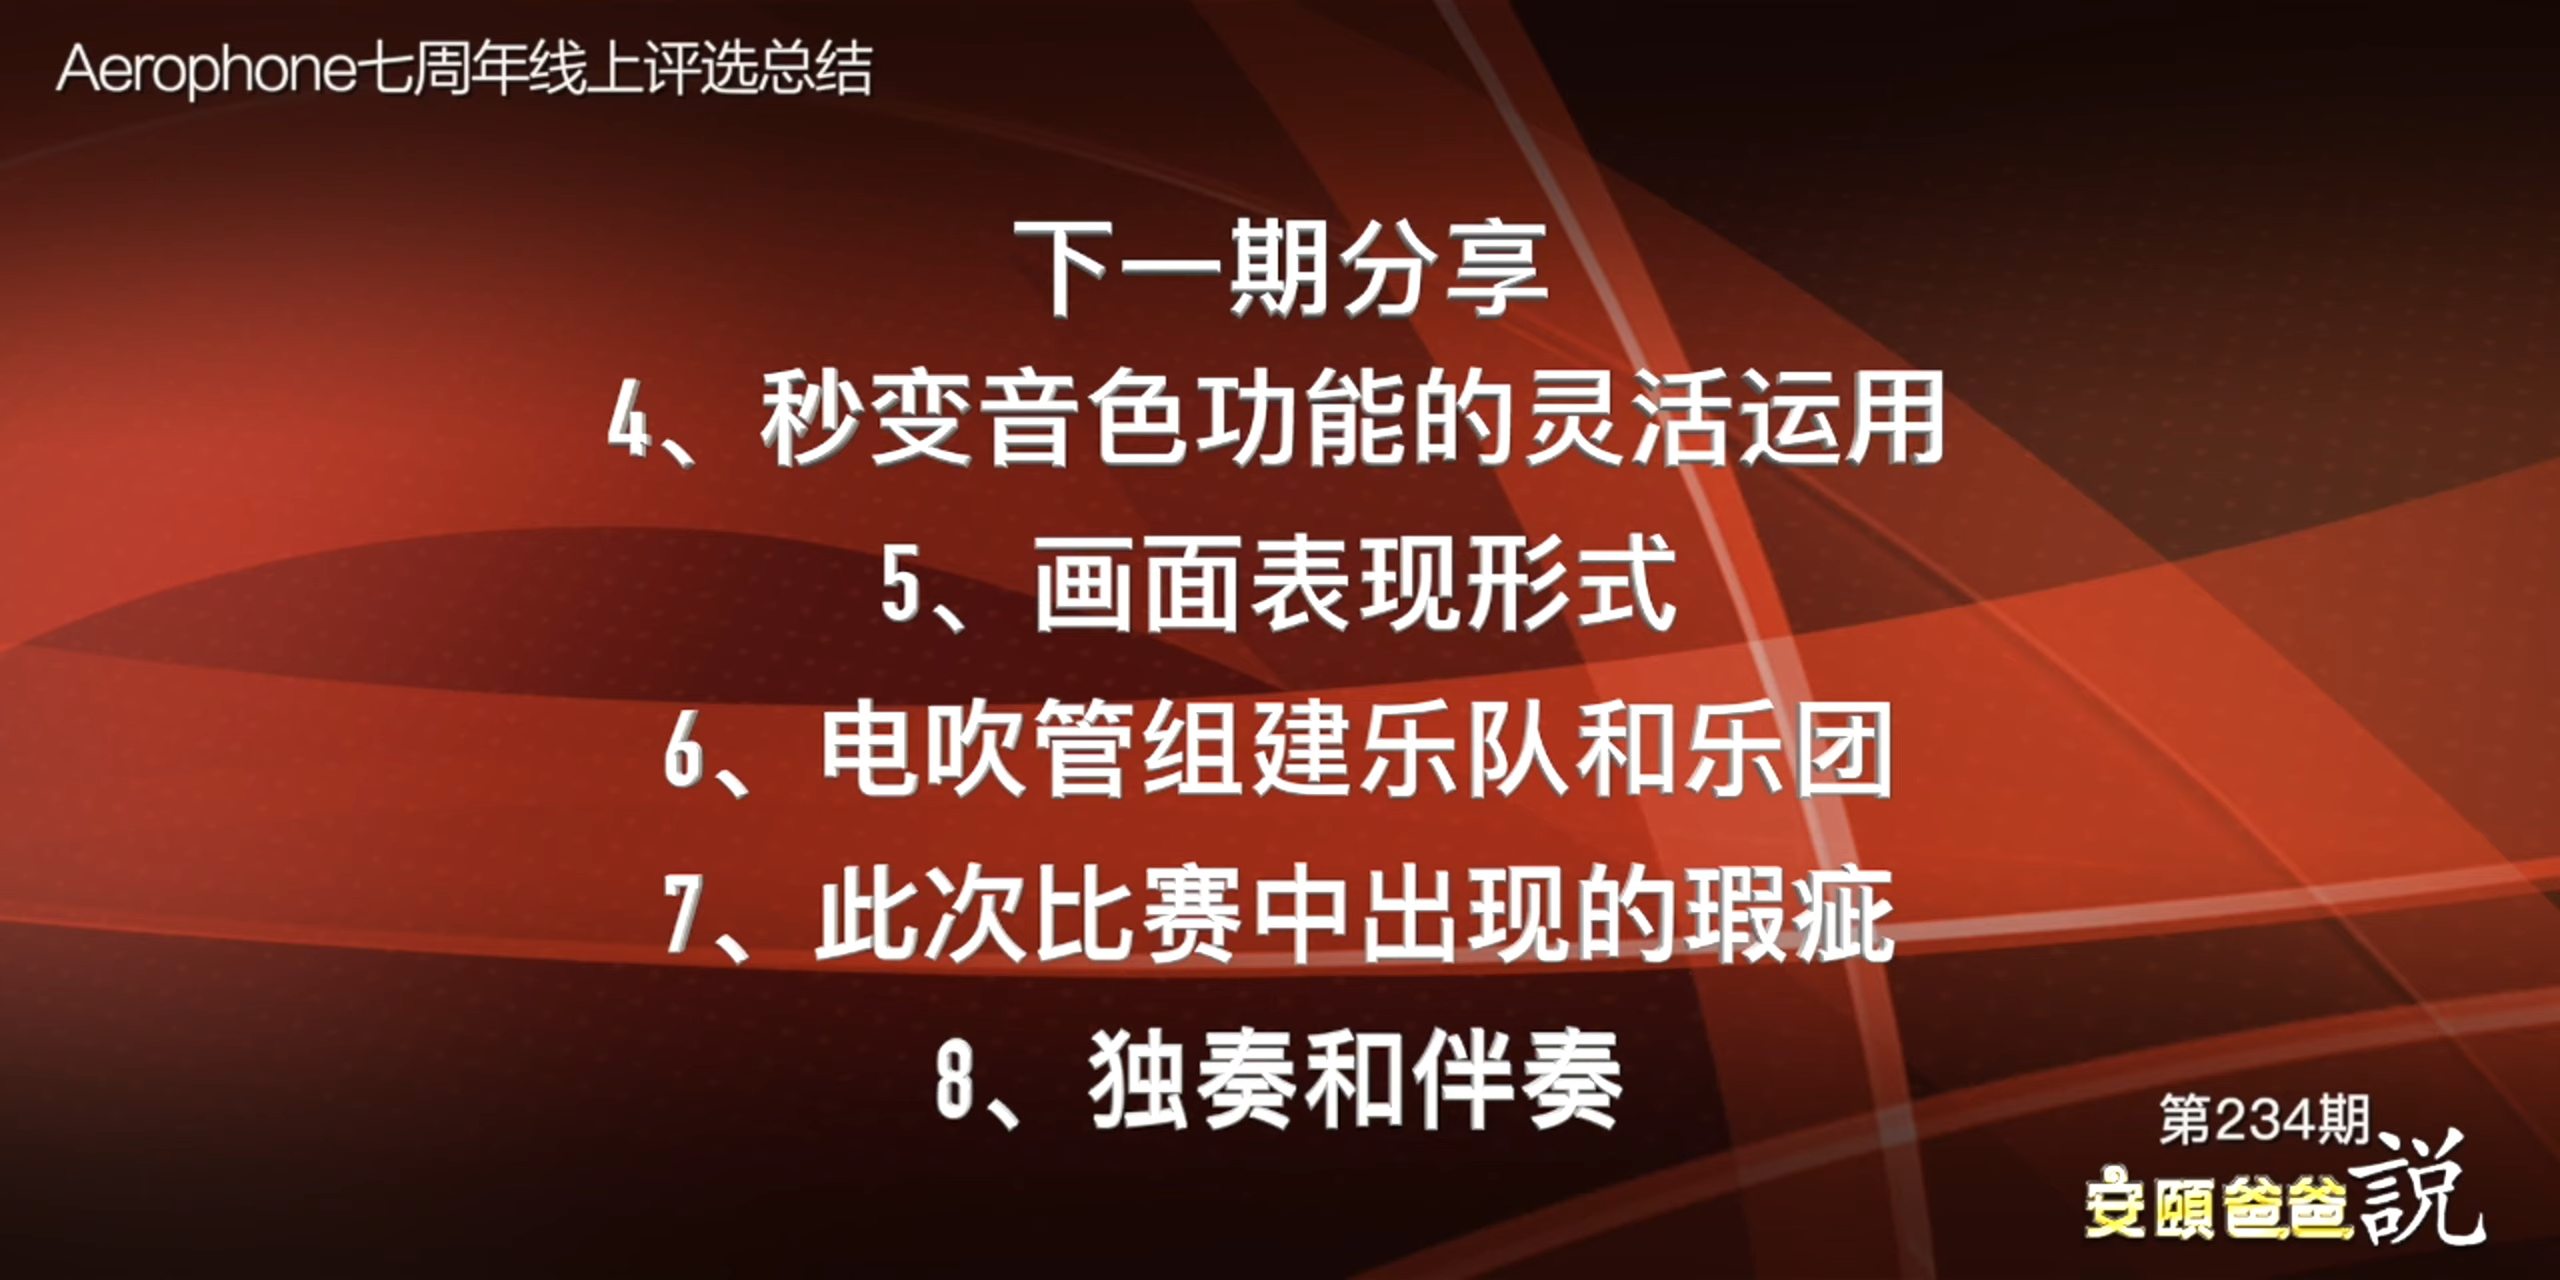 Aerophone七周年线上评选总结
下一期分享
4、秒变音色功能的灵活运用
5、画面表现形式
6、电吹管组建乐队和乐团
7、此次比赛中出现的瑕疵
8、独奏和伴奏
第234期
安頤爸爸説